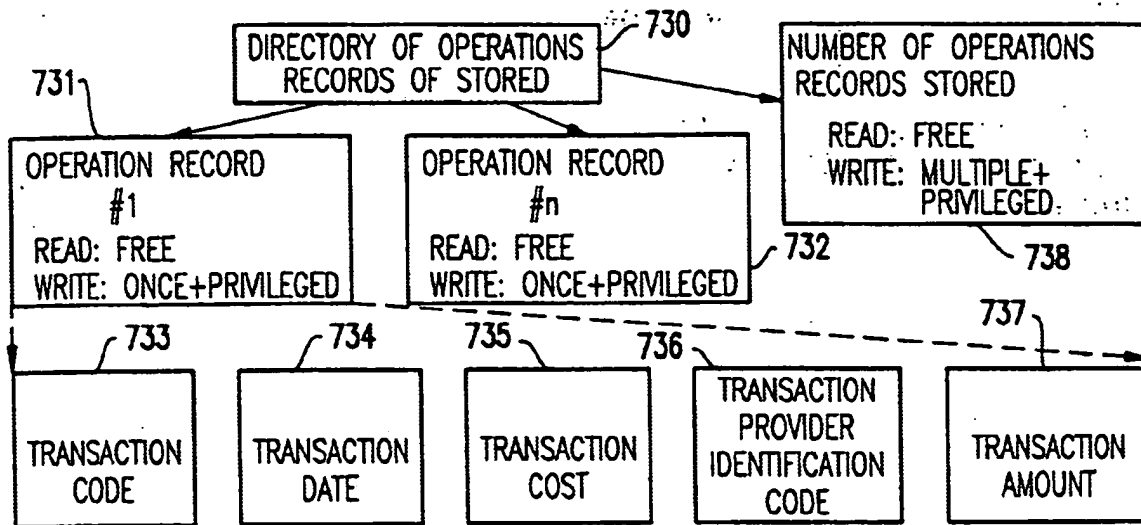 DIRECTORY OF OPERATIONS
RECORDS OF STORED
730
NUMBER OF OPERATIONS
RECORDS STORED
READ: FREE
WRITE: MULTIPLE+
PRIVILEGED
738
731
OPERATION RECORD
#1
READ: FREE
WRITE: ONCE+PRIVILEGED
OPERATION RECORD
#n
READ: FREE
WRITE: ONCE+PRIVILEGED
732
733
TRANSACTION
CODE
734
TRANSACTION
DATE
735
TRANSACTION
COST
736
TRANSACTION
PROVIDER
IDENTIFICATION
CODE
737
TRANSACTION
AMOUNT